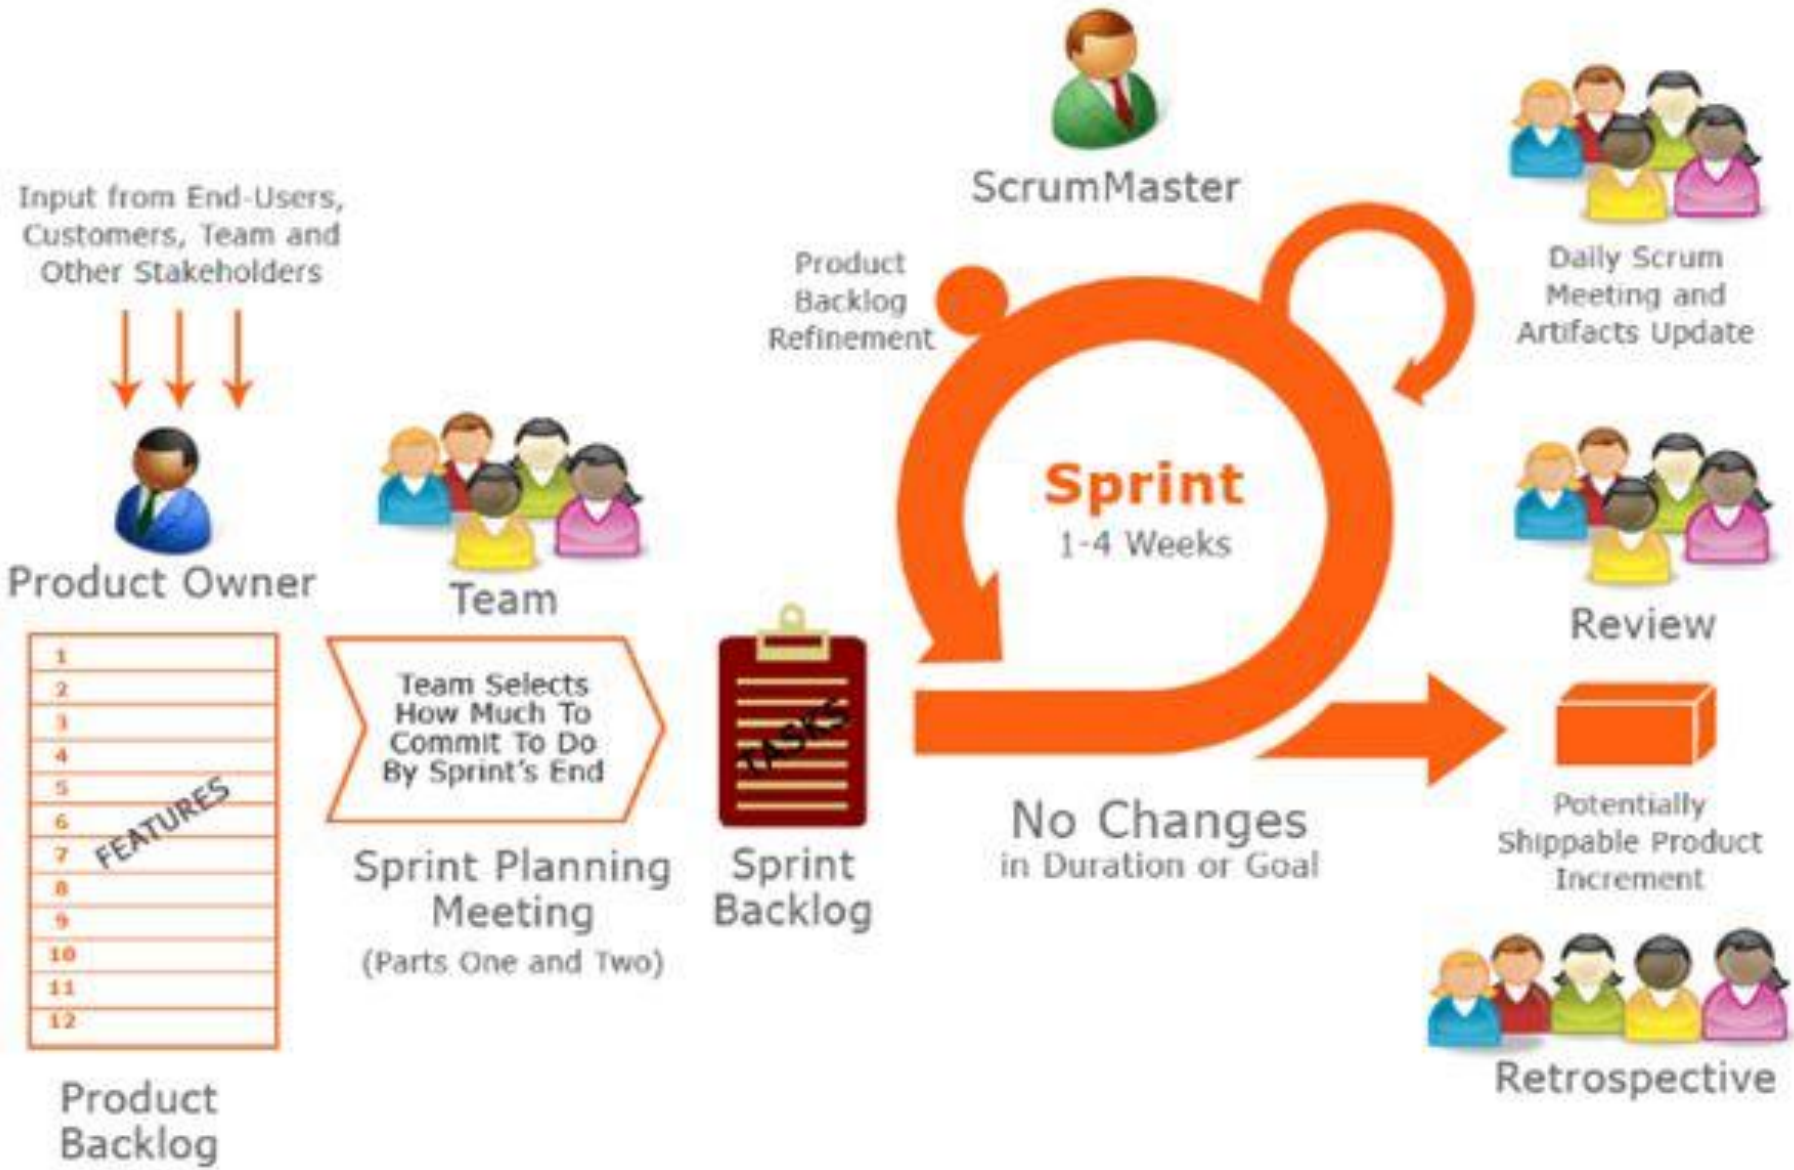 Input from End-Users,
Customers, Team and
Other Stakeholders
Product Owner
Team
1
2
3
4
5
6
7
8
9
10
11
12
FEATURES
Product
Backlog
Team Selects
How Much To
Commit To Do
By Sprint's End
Sprint Planning
Meeting
(Parts One and Two)
TASKS
Sprint
Backlog
ScrumMaster
Product
Backlog
Refinement
Sprint
1-4 Weeks
No Changes
in Duration or Goal
Daily Scrum
Meeting and
Artifacts Update
Review
Potentially
Shippable Product
Increment
Retrospective